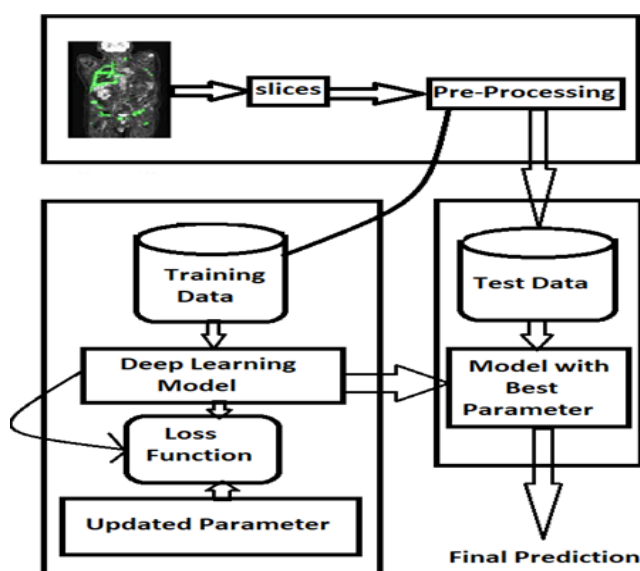 slices
Pre-Processing
Training
Data
Deep Learning
Model
Loss
Function
Updated Parameter
Test Data
Model with
Best
Parameter
Final Prediction